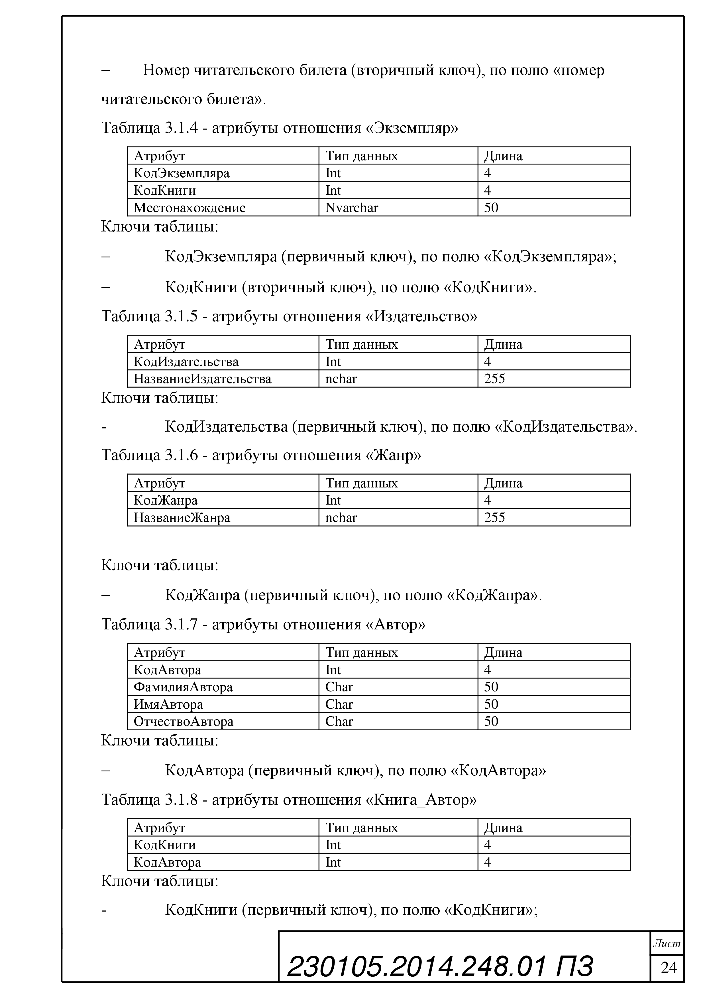 – Номер читательского билета (вторичный ключ), по полю «номер
читательского билета».
Таблица 3.1.4 - атрибуты отношения «Экземпляр»
Атрибут Тип данных Длина
КодЭкземпляра Int 4
КодКниги Int 4
Местонахождение Nvarchar 50
Ключи таблицы:
– КодЭкземпляра (первичный ключ), по полю «КодЭкземпляра»;
– КодКниги (вторичный ключ), по полю «КодКниги».
Таблица 3.1.5 - атрибуты отношения «Издательство»
Атрибут Тип данных Длина
КодИздательства Int 4
НазваниеИздательства nchar 255
Ключи таблицы:
- КодИздательства (первичный ключ), по полю «КодИздательства».
Таблица 3.1.6 - атрибуты отношения «Жанр»
Атрибут Тип данных Длина
КодЖанра Int 4
НазваниеЖанра nchar 255
Ключи таблицы:
– КодЖанра (первичный ключ), по полю «КодЖанра».
Таблица 3.1.7 - атрибуты отношения «Автор»
Атрибут Тип данных Длина
КодАвтора Int 4
ФамилияАвтора Char 50
ИмяАвтора Char 50
ОтчествоАвтора Char 50
Ключи таблицы:
– КодАвтора (первичный ключ), по полю «КодАвтора»
Таблица 3.1.8 - атрибуты отношения «Книга_Автор»
Атрибут Тип данных Длина
КодКниги Int 4
КодАвтора Int 4
Ключи таблицы:
- КодКниги (первичный ключ), по полю «КодКниги»;
230105.2014.248.01 ПЗ
Лист
24